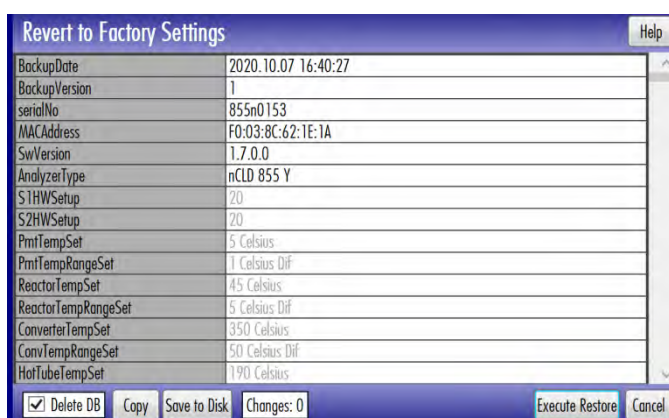 Revert to Factory Settings Help
BackupDate 2020.10.07 16:40:27
BackupVersion 1
serialNo 855n0153
MACAddress F0:03:8C:62:1E:1A
SwVersion 1.7.0.0
AnalyzerType nCLD 855 Y
S1HWSetup 20
S2HWSetup 20
PmtTempSet 5 Celsius
PmtTempRangeSet 1 Celsius Dif
ReactorTempSet 45 Celsius
ReactorTempRangeSet 5 Celsius Dif
ConverterTempSet 350 Celsius
ConvTempRangeSet 50 Celsius Dif
HotTubeTempSet 190 Celsius
Delete DB Copy Save to Disk Changes: 0 Execute Restore Cancel